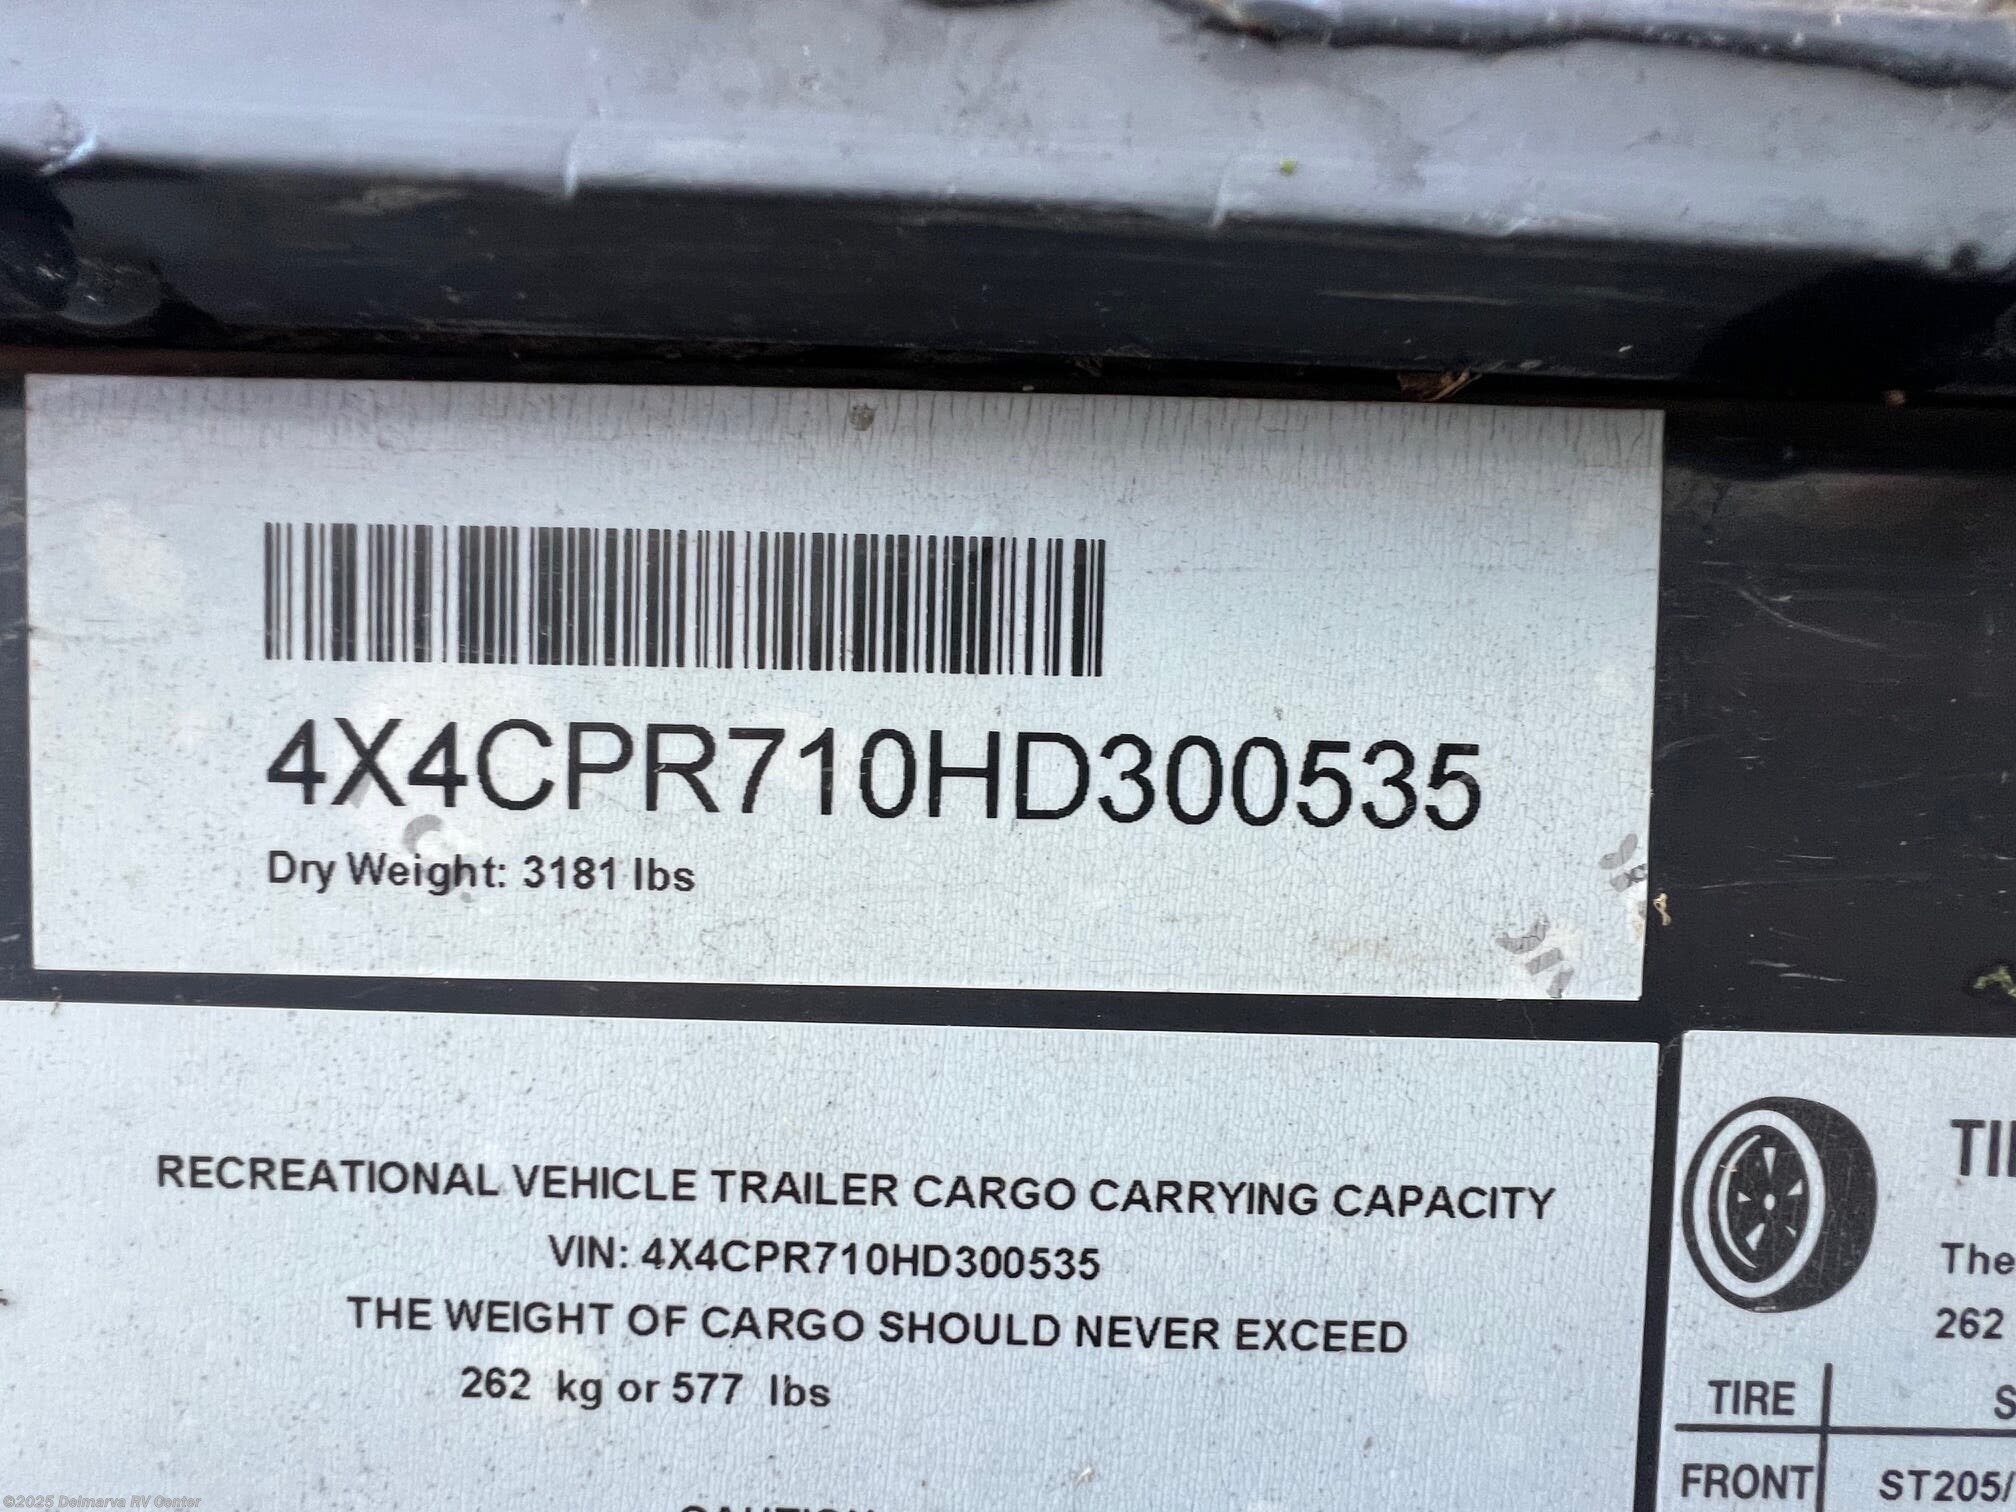 4X4CPR710HD300535
Dry Weight: 3181 lbs
RECREATIONAL VEHICLE TRAILER CARGO CARRYING CAPACITY
VIN: 4X4CPR710HD300535
THE WEIGHT OF CARGO SHOULD NEVER EXCEED
262 kg or 577 lbs
The
262
TIRE
FRONT ST205/
©2025 Delmarva RV Center